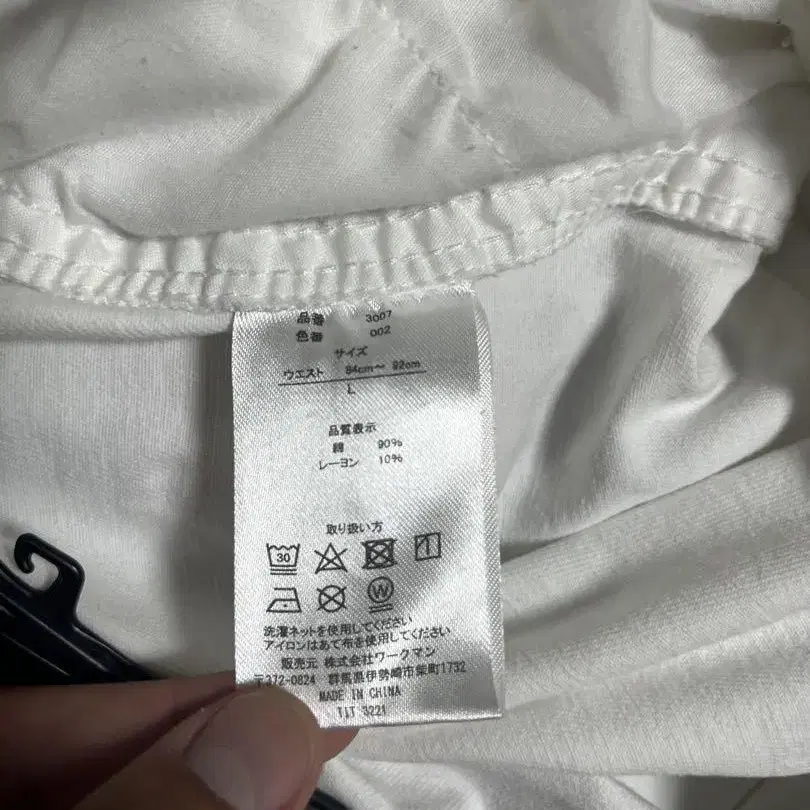 品番 3007
色番 002
サイズ
ウエスト 84cm～ 92cm
L
品質表示
綿 90%
レーヨン 10%
取り扱い方
30
W
洗濯ネットを使用してください
アイロンはあて布を使用してください
販売元 株式会社ワークマン
〒372-0824 群馬県伊勢崎市柴町1732
MADE IN CHINA
TIT 3221